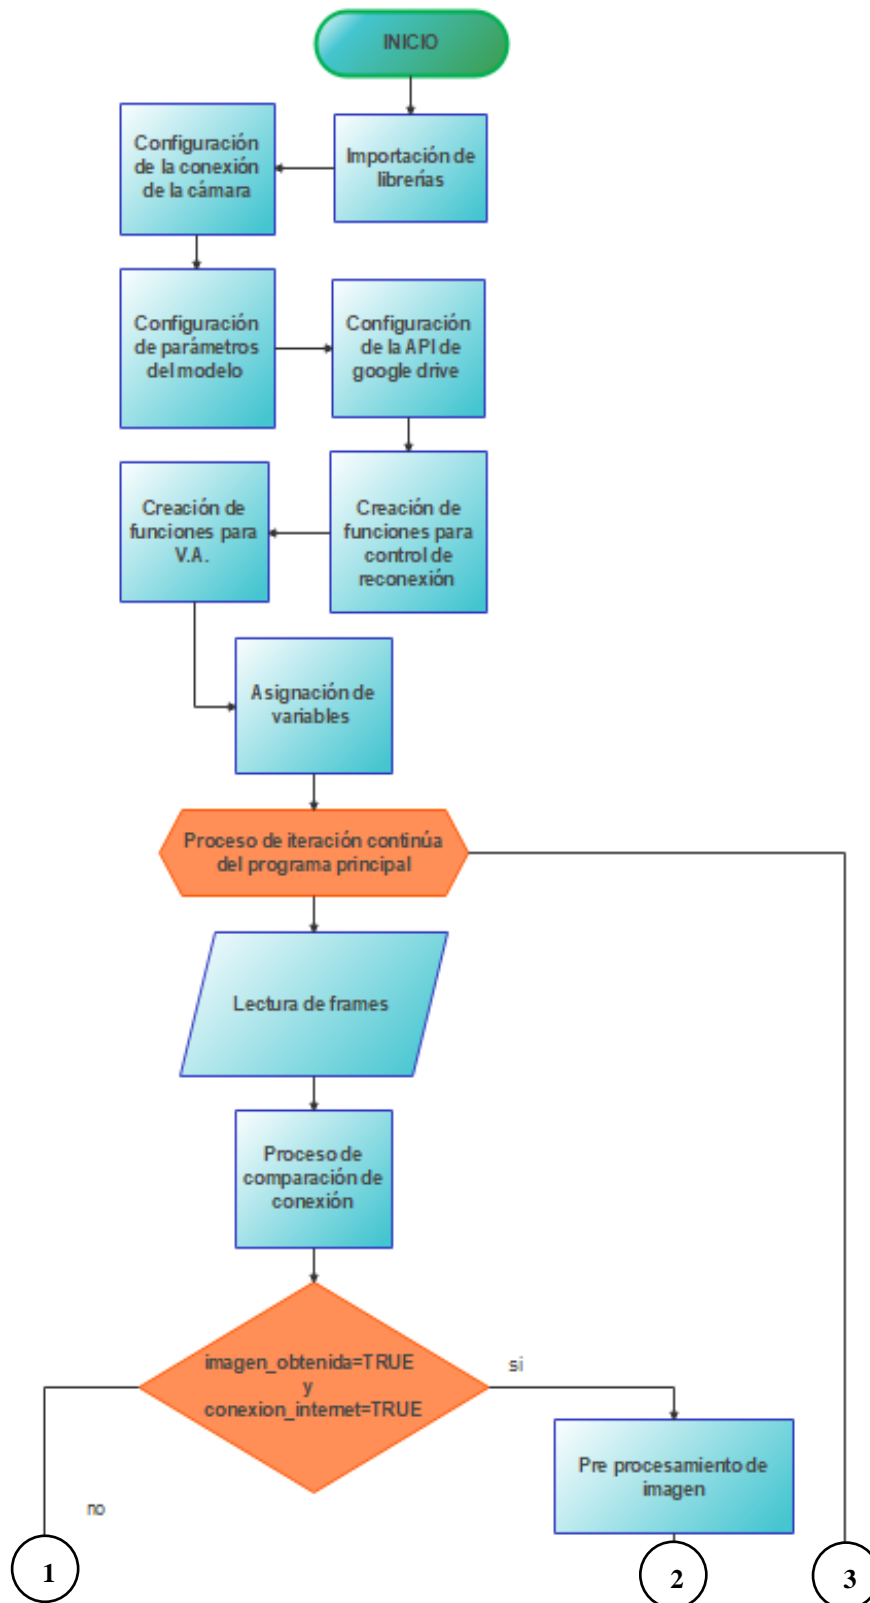 INICIO
Importación de
librerías
Configuración
de la conexión
de la cámara
Configuración
de parámetros
del modelo
Configuración
de la API de
google drive
Creación de
funciones para
control de
reconexión
Creación de
funciones para
V.A.
Asignación de
variables
Proceso de iteración continúa
del programa principal
Lectura de frames
Proceso de
comparación de
conexión
imagen_obtenida=TRUE
y
conexion_internet=TRUE
si
Pre procesamiento de
imagen
no
1
2
3